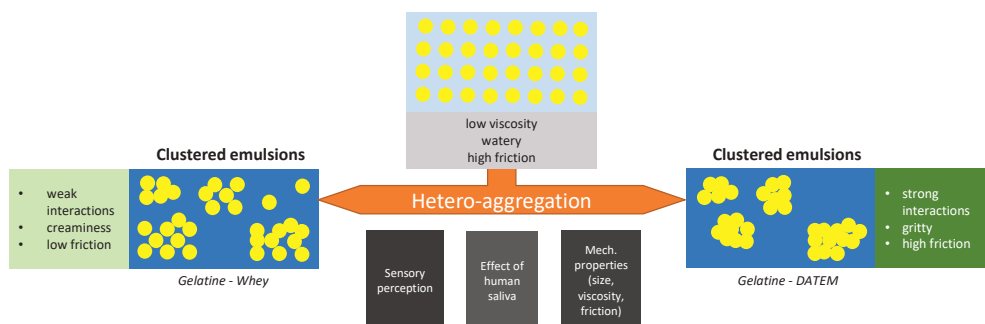 low viscosity
watery
high friction
Clustered emulsions
• weak
interactions
• creaminess
• low friction
Gelatine - Whey
Hetero-aggregation
Sensory
perception
Effect of
human
saliva
Mech.
properties
(size,
viscosity,
friction)
Clustered emulsions
• strong
interactions
• gritty
• high friction
Gelatine - DATEM